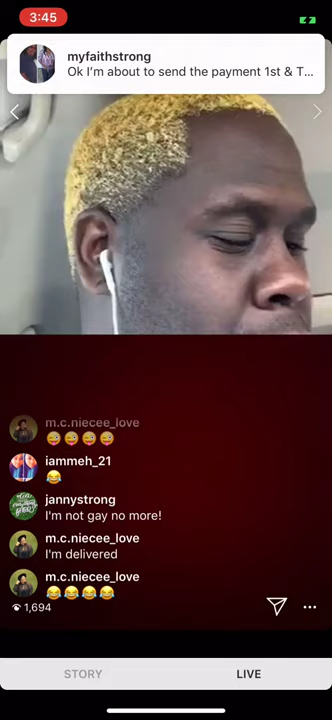 3:45
myfaithstrong
Ok I'm about to send the payment 1st & T...
m.c.niecee_love
iammeh_21
jannystrong
I'm not gay no more!
m.c.niecee_love
I'm delivered
m.c.niecee_love
1,694
STORY
LIVE